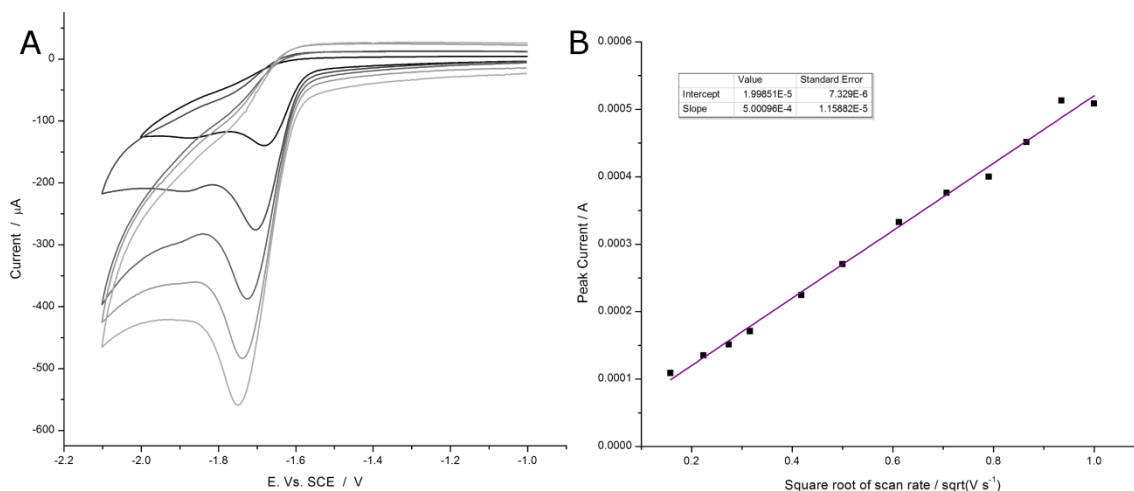 A
0
-100
-200
-300
-400
-500
-600
Current / μA
-2.2 -2.0 -1.8 -1.6 -1.4 -1.2 -1.0
E. Vs. SCE / V
B
0.0006
0.0005
0.0004
0.0003
0.0002
0.0001
0.0000
Peak Current / A
Value Standard Error
Intercept 1.99851E-5 7.329E-6
Slope 5.00096E-4 1.15882E-5
0.2 0.4 0.6 0.8 1.0
Square root of scan rate / sqrt(V s⁻¹)